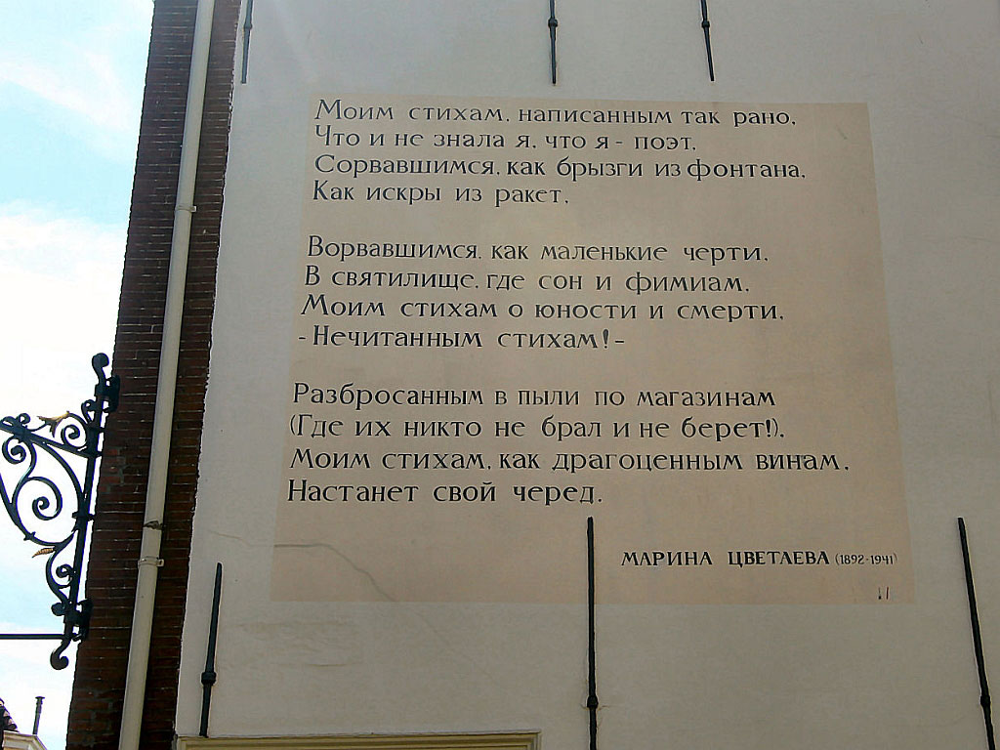 Моим стихам, написанным так рано,
Что и не знала я, что я - поэт,
Сорвавшимся, как брызги из фонтана,
Как искры из ракет,
Ворвавшимся, как маленькие черти,
В святилище, где сон и фимиам,
Моим стихам о юности и смерти,
- Нечитанным стихам! -
Разбросанным в пыли по магазинам
(Где их никто не брал и не берет!),
Моим стихам, как драгоценным винам,
Настанет свой черед.
МАРИНА ЦВЕТАЕВА (1892-1941)